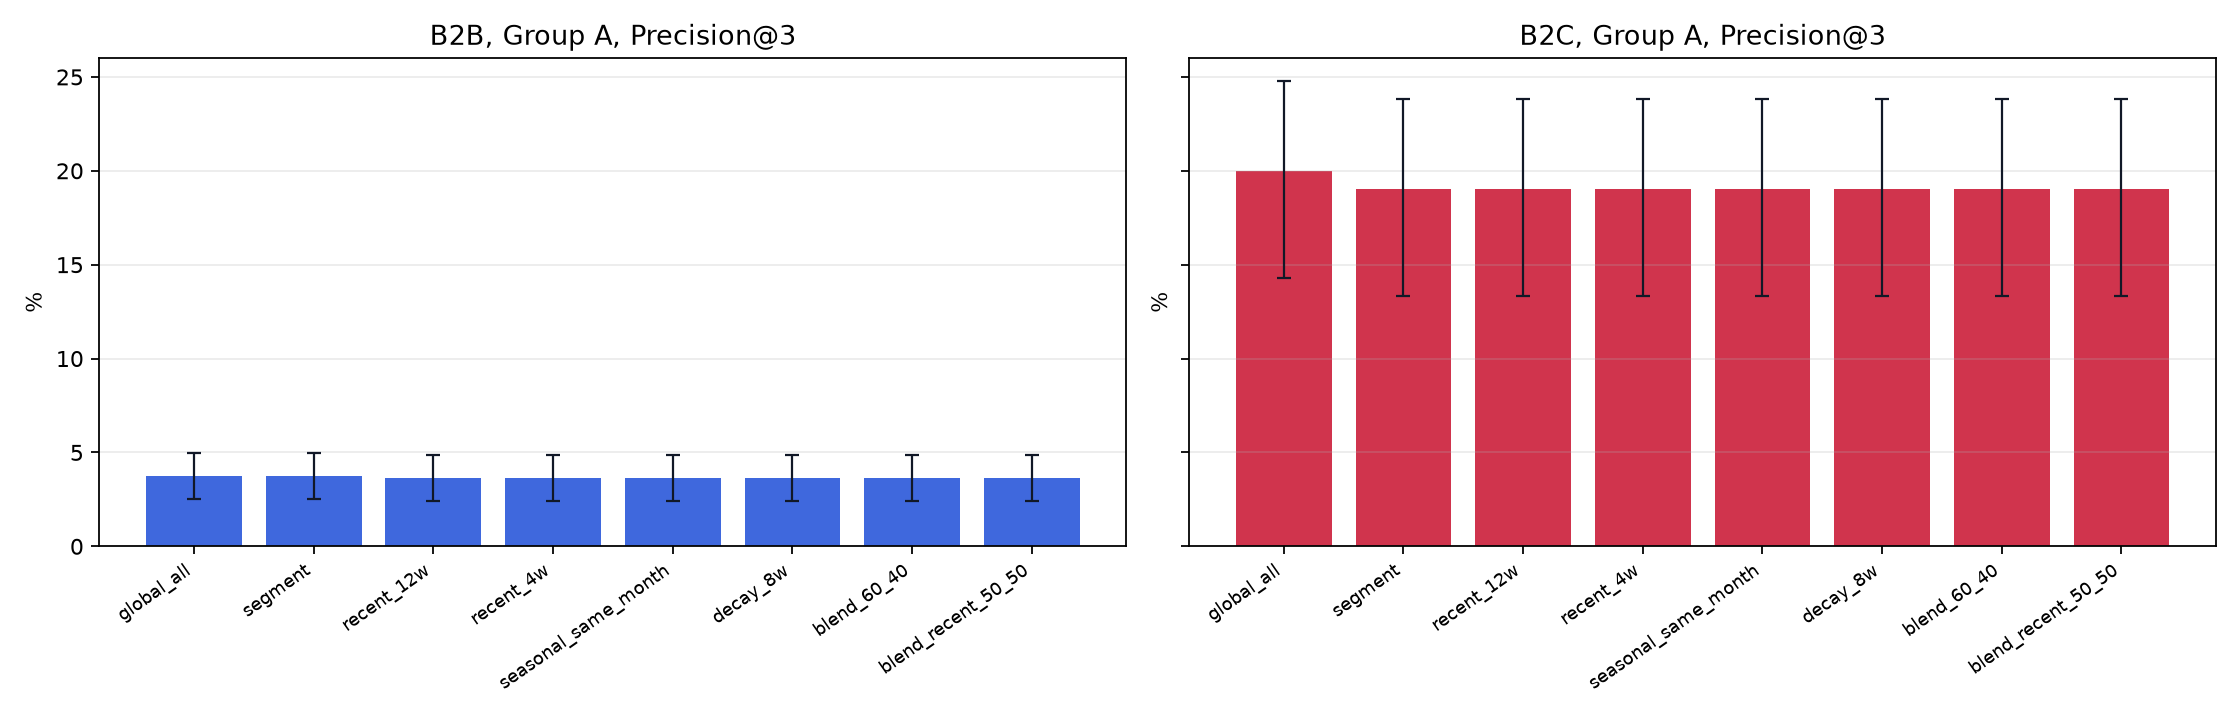 B2B, Group A, Precision@3
%
25
20
15
10
5
0
global_all
segment
recent_12w
recent_4w
seasonal_same_month
decay_8w
blend_60_40
blend_recent_50_50
B2C, Group A, Precision@3
%
global_all
segment
recent_12w
recent_4w
seasonal_same_month
decay_8w
blend_60_40
blend_recent_50_50